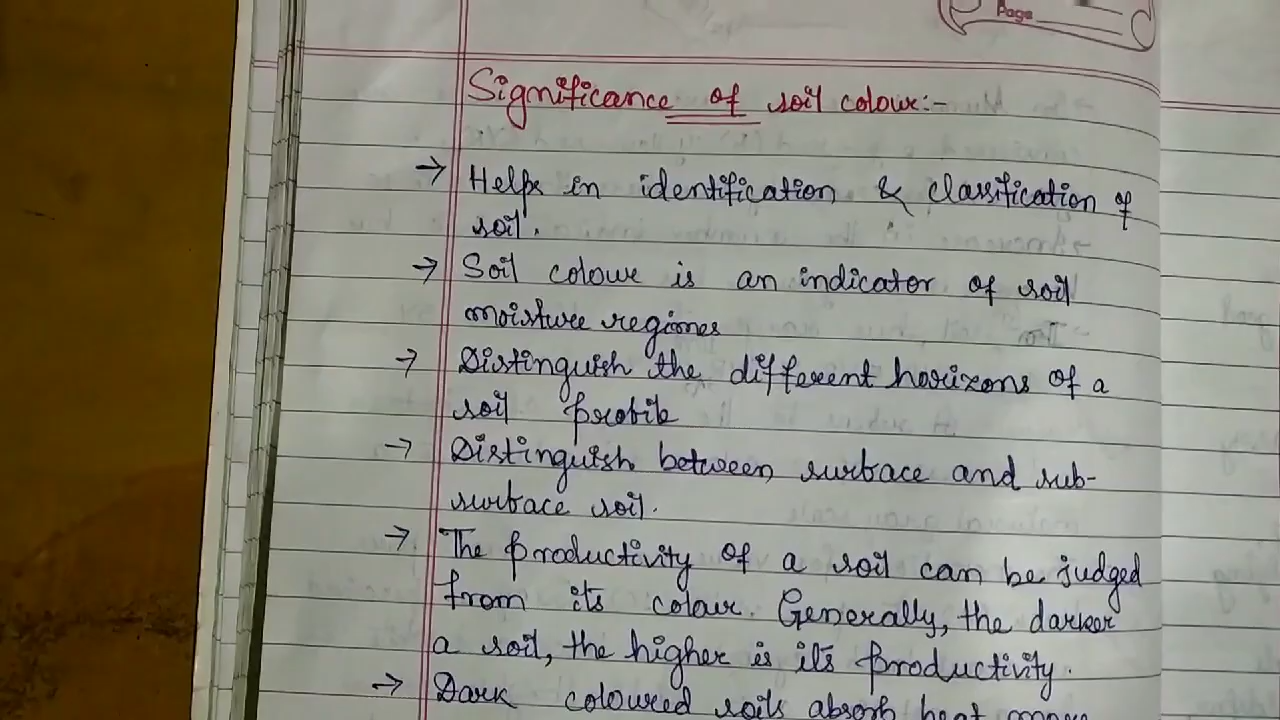 Page
Significance of soil colour:-
→ Helps in identification & classification of
soil.
→ Soil colour is an indicator of soil
moisture regimes
→ Distinguish the different horizons of a
soil profile
→ Distinguish between surface and sub-
surface soil.
→ The productivity of a soil can be judged
from its colour. Generally, the darker
a soil, the higher is its productivity.
→ Dark coloured soils absorb heat more